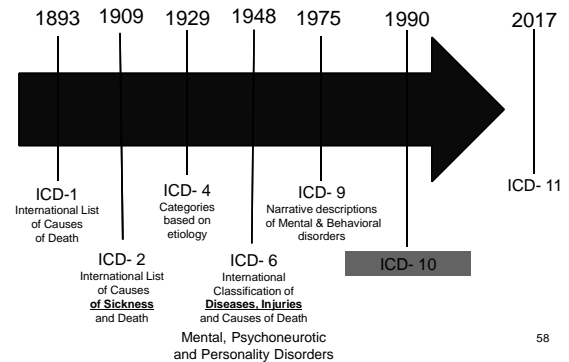 1893 1909 1929 1948 1975 1990 2017
ICD-1
International List
of Causes
of Death
ICD- 2
International List
of Causes
of Sickness
and Death
ICD- 4
Categories
based on
etiology
ICD- 6
International
Classification of
Diseases, Injuries
and Causes of Death
Mental, Psychoneurotic
and Personality Disorders
ICD- 9
Narrative descriptions
of Mental & Behavioral
disorders
ICD- 10
ICD- 11
58